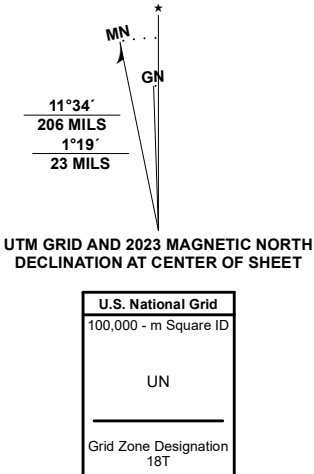 ★
MN
GN
11°34´
206 MILS
1°19´
23 MILS
UTM GRID AND 2023 MAGNETIC NORTH
DECLINATION AT CENTER OF SHEET
U.S. National Grid
100,000 - m Square ID
UN
Grid Zone Designation
18T